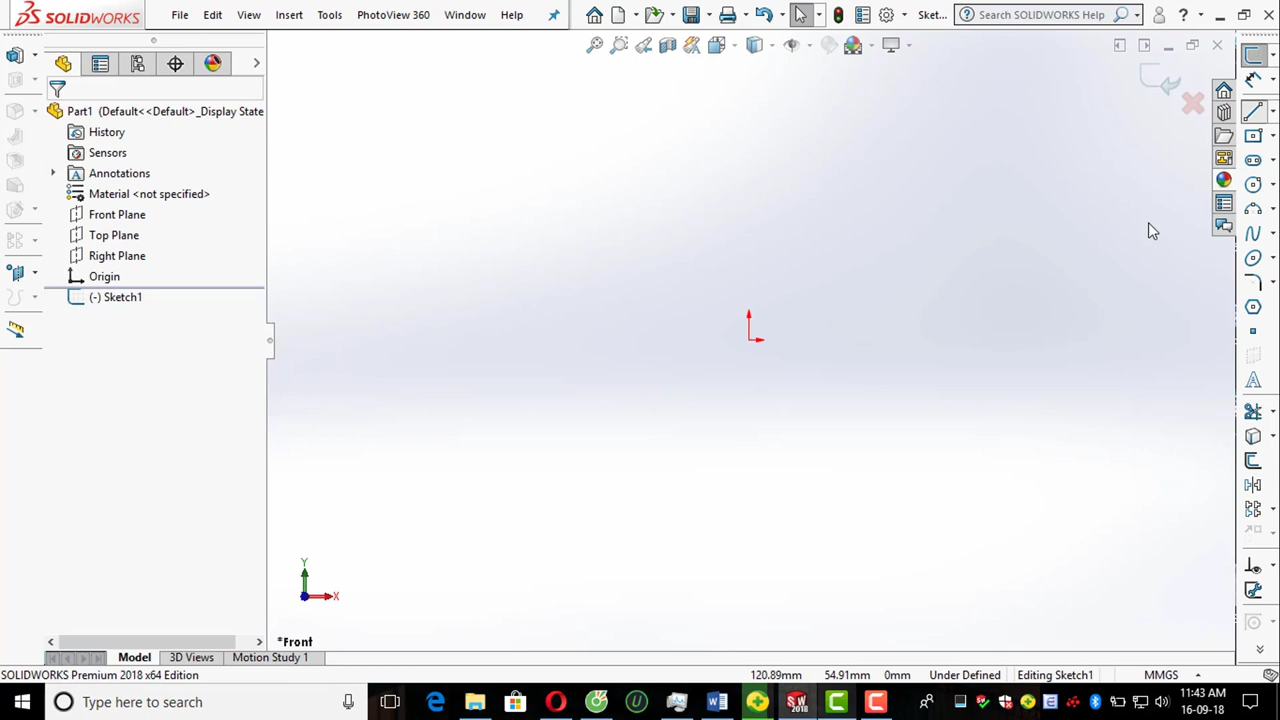 SOLIDWORKS File Edit View Insert Tools PhotoView 360 Window Help Sket... Search SOLIDWORKS Help ?
Part1 (Default<<Default>_Display State
History
Sensors
A Annotations
Material <not specified>
Front Plane
Top Plane
Right Plane
Origin
(-) Sketch1
Y
X
*Front
Model 3D Views Motion Study 1
SOLIDWORKS Premium 2018 x64 Edition 120.89mm 54.91mm 0mm Under Defined Editing Sketch1 MMGS
Type here to search 11:43 AM
16-09-18